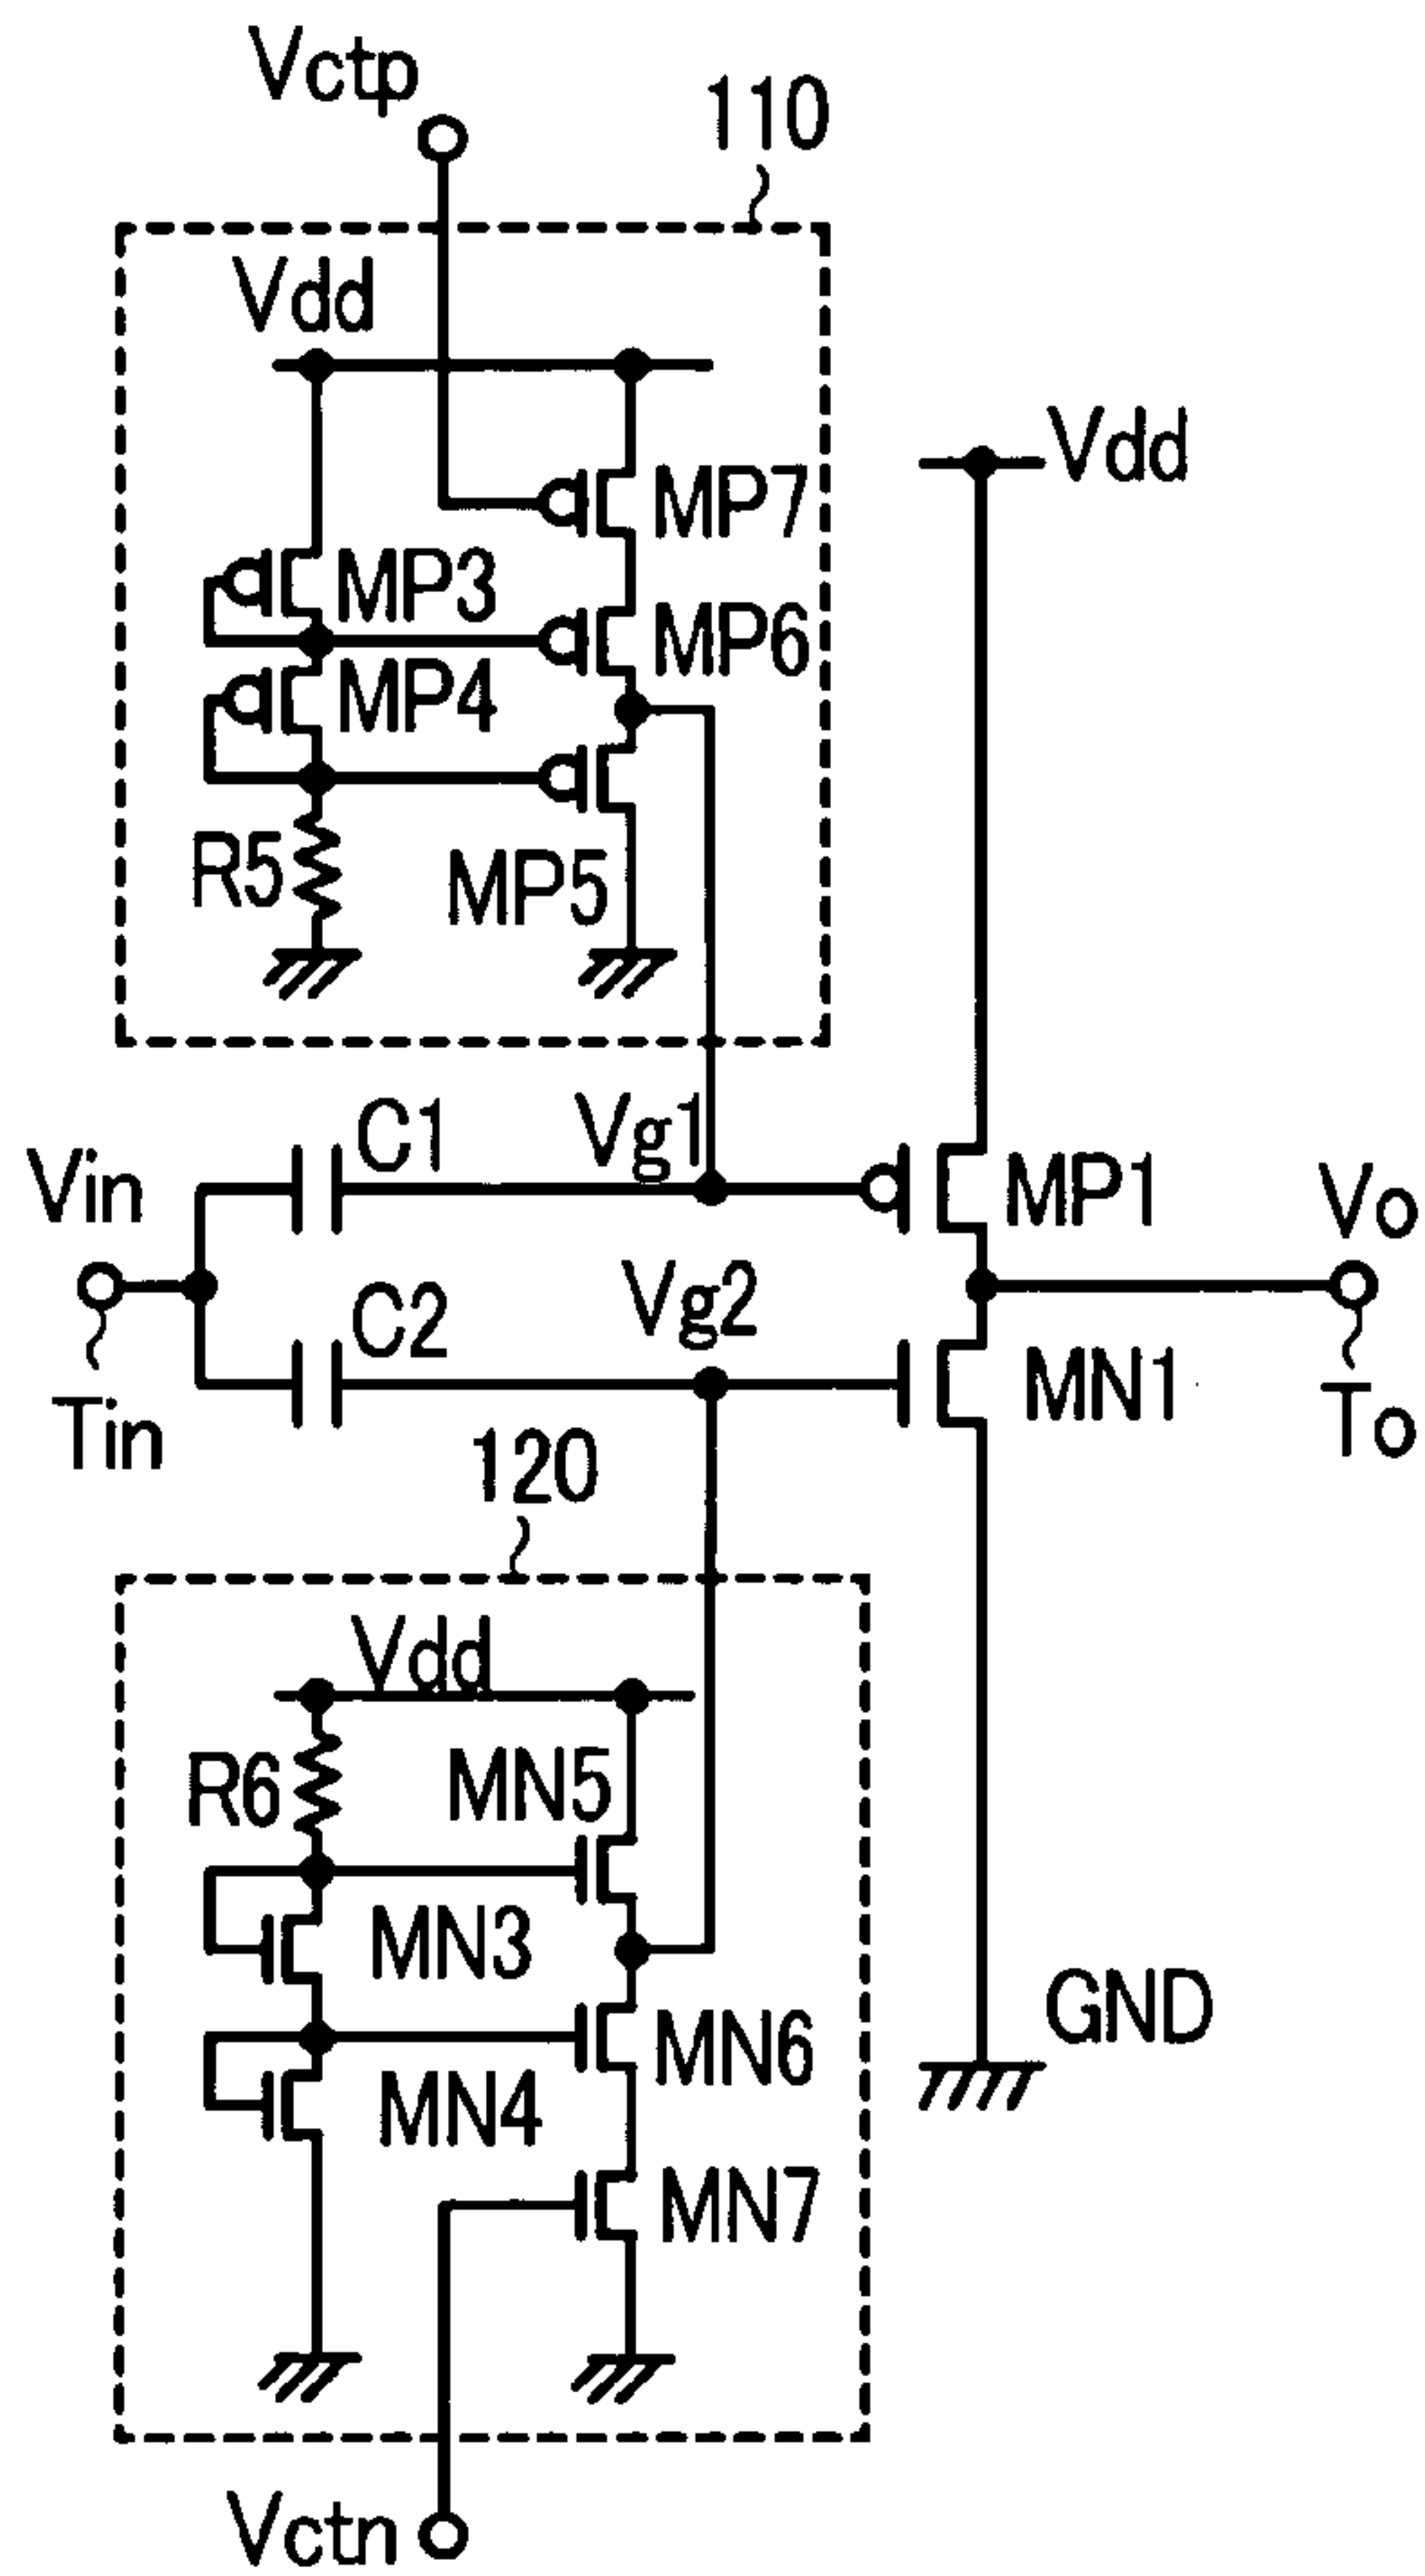 Vctp
110
Vdd
Vdd
MP7
MP3
MP6
MP4
R5
MP5
C1
Vg1
Vin
MP1
Vo
C2
Vg2
Tin
MN1
To
120
Vdd
R6
MN5
MN3
GND
MN6
MN4
MN7
Vctn